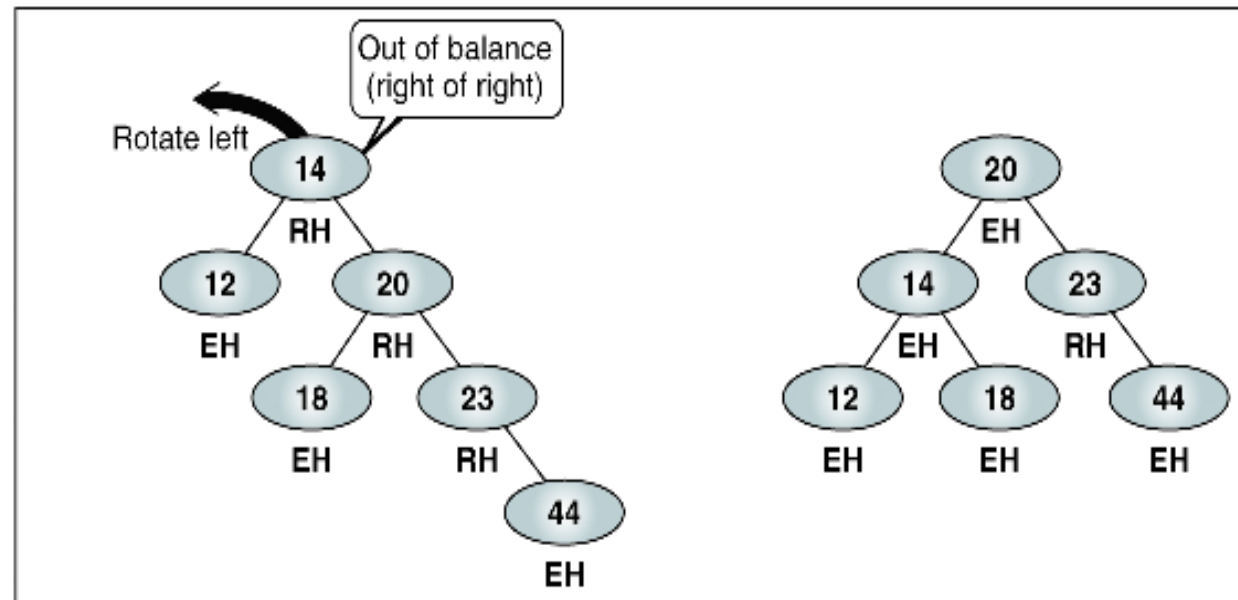 Out of balance
(right of right)
Rotate left
14
RH
12
EH
20
RH
18
EH
23
RH
44
EH
20
EH
14
EH
23
RH
12
EH
18
EH
44
EH